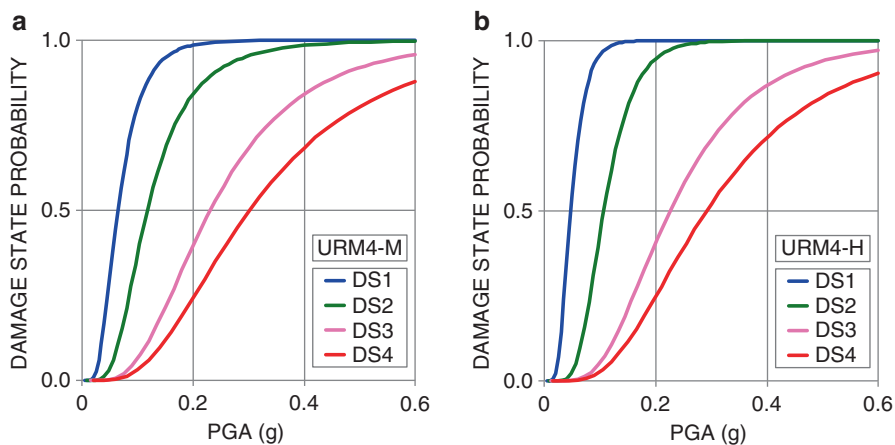 a
DAMAGE STATE PROBABILITY
1.0
0.5
0.0
0
0.2
0.4
0.6
PGA (g)
URM4-M
DS1
DS2
DS3
DS4
b
DAMAGE STATE PROBABILITY
1.0
0.5
0.0
0
0.2
0.4
0.6
PGA (g)
URM4-H
DS1
DS2
DS3
DS4